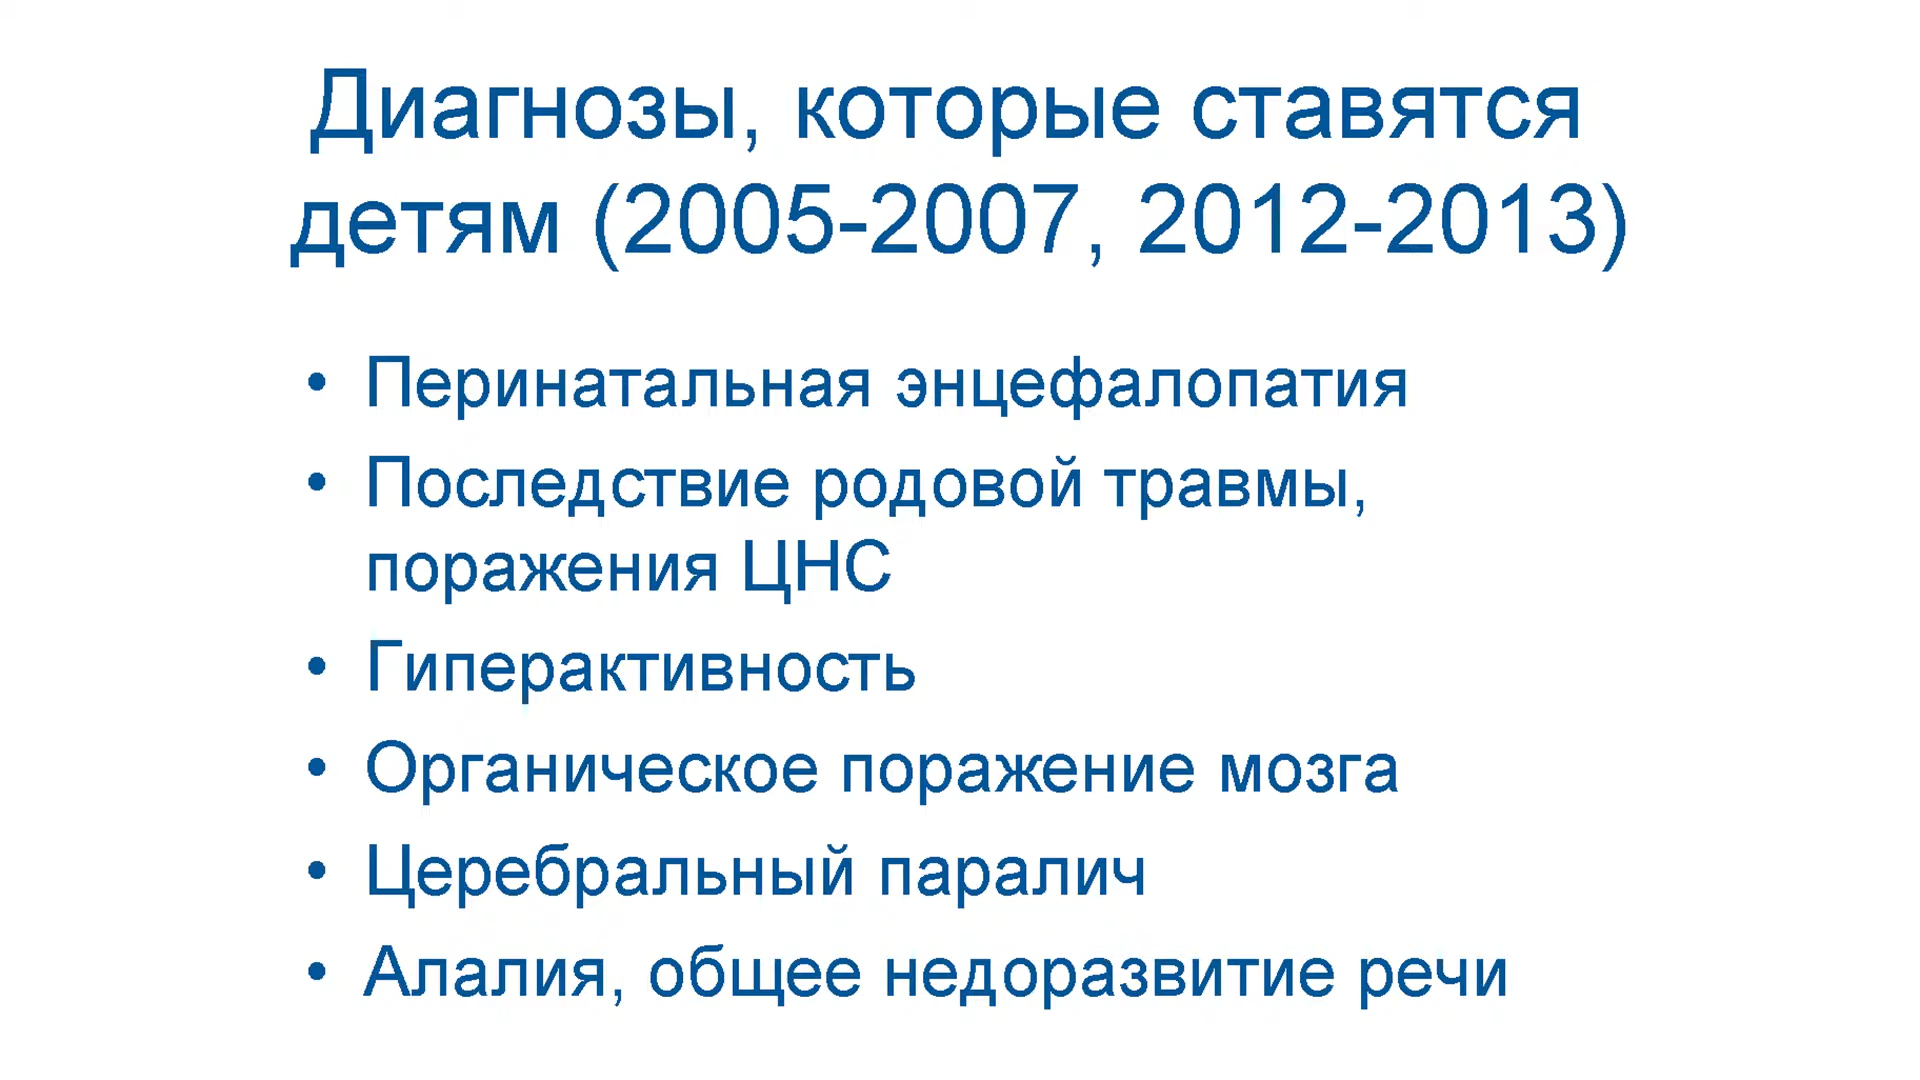 Диагнозы, которые ставятся
детям (2005-2007, 2012-2013)
• Перинатальная энцефалопатия
• Последствие родовой травмы,
поражения ЦНС
• Гиперактивность
• Органическое поражение мозга
• Церебральный паралич
• Алалия, общее недоразвитие речи